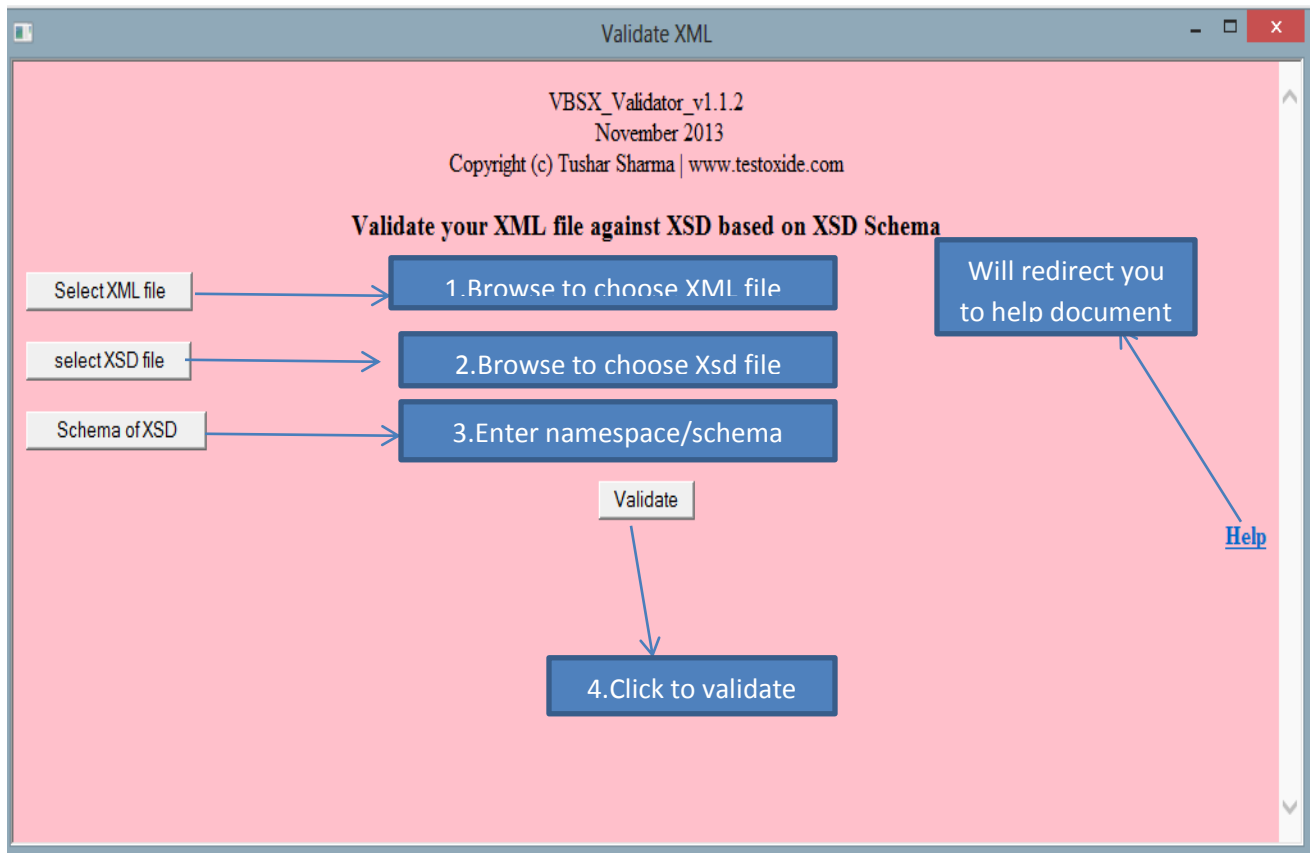 Validate XML
VBSX_Validator_v1.1.2
November 2013
Copyright (c) Tushar Sharma | www.testoxide.com
Validate your XML file against XSD based on XSD Schema
Select XML file
1.Browse to choose XML file
Will redirect you
to help document
select XSD file
2.Browse to choose Xsd file
Schema of XSD
3.Enter namespace/schema
Validate
Help
4.Click to validate